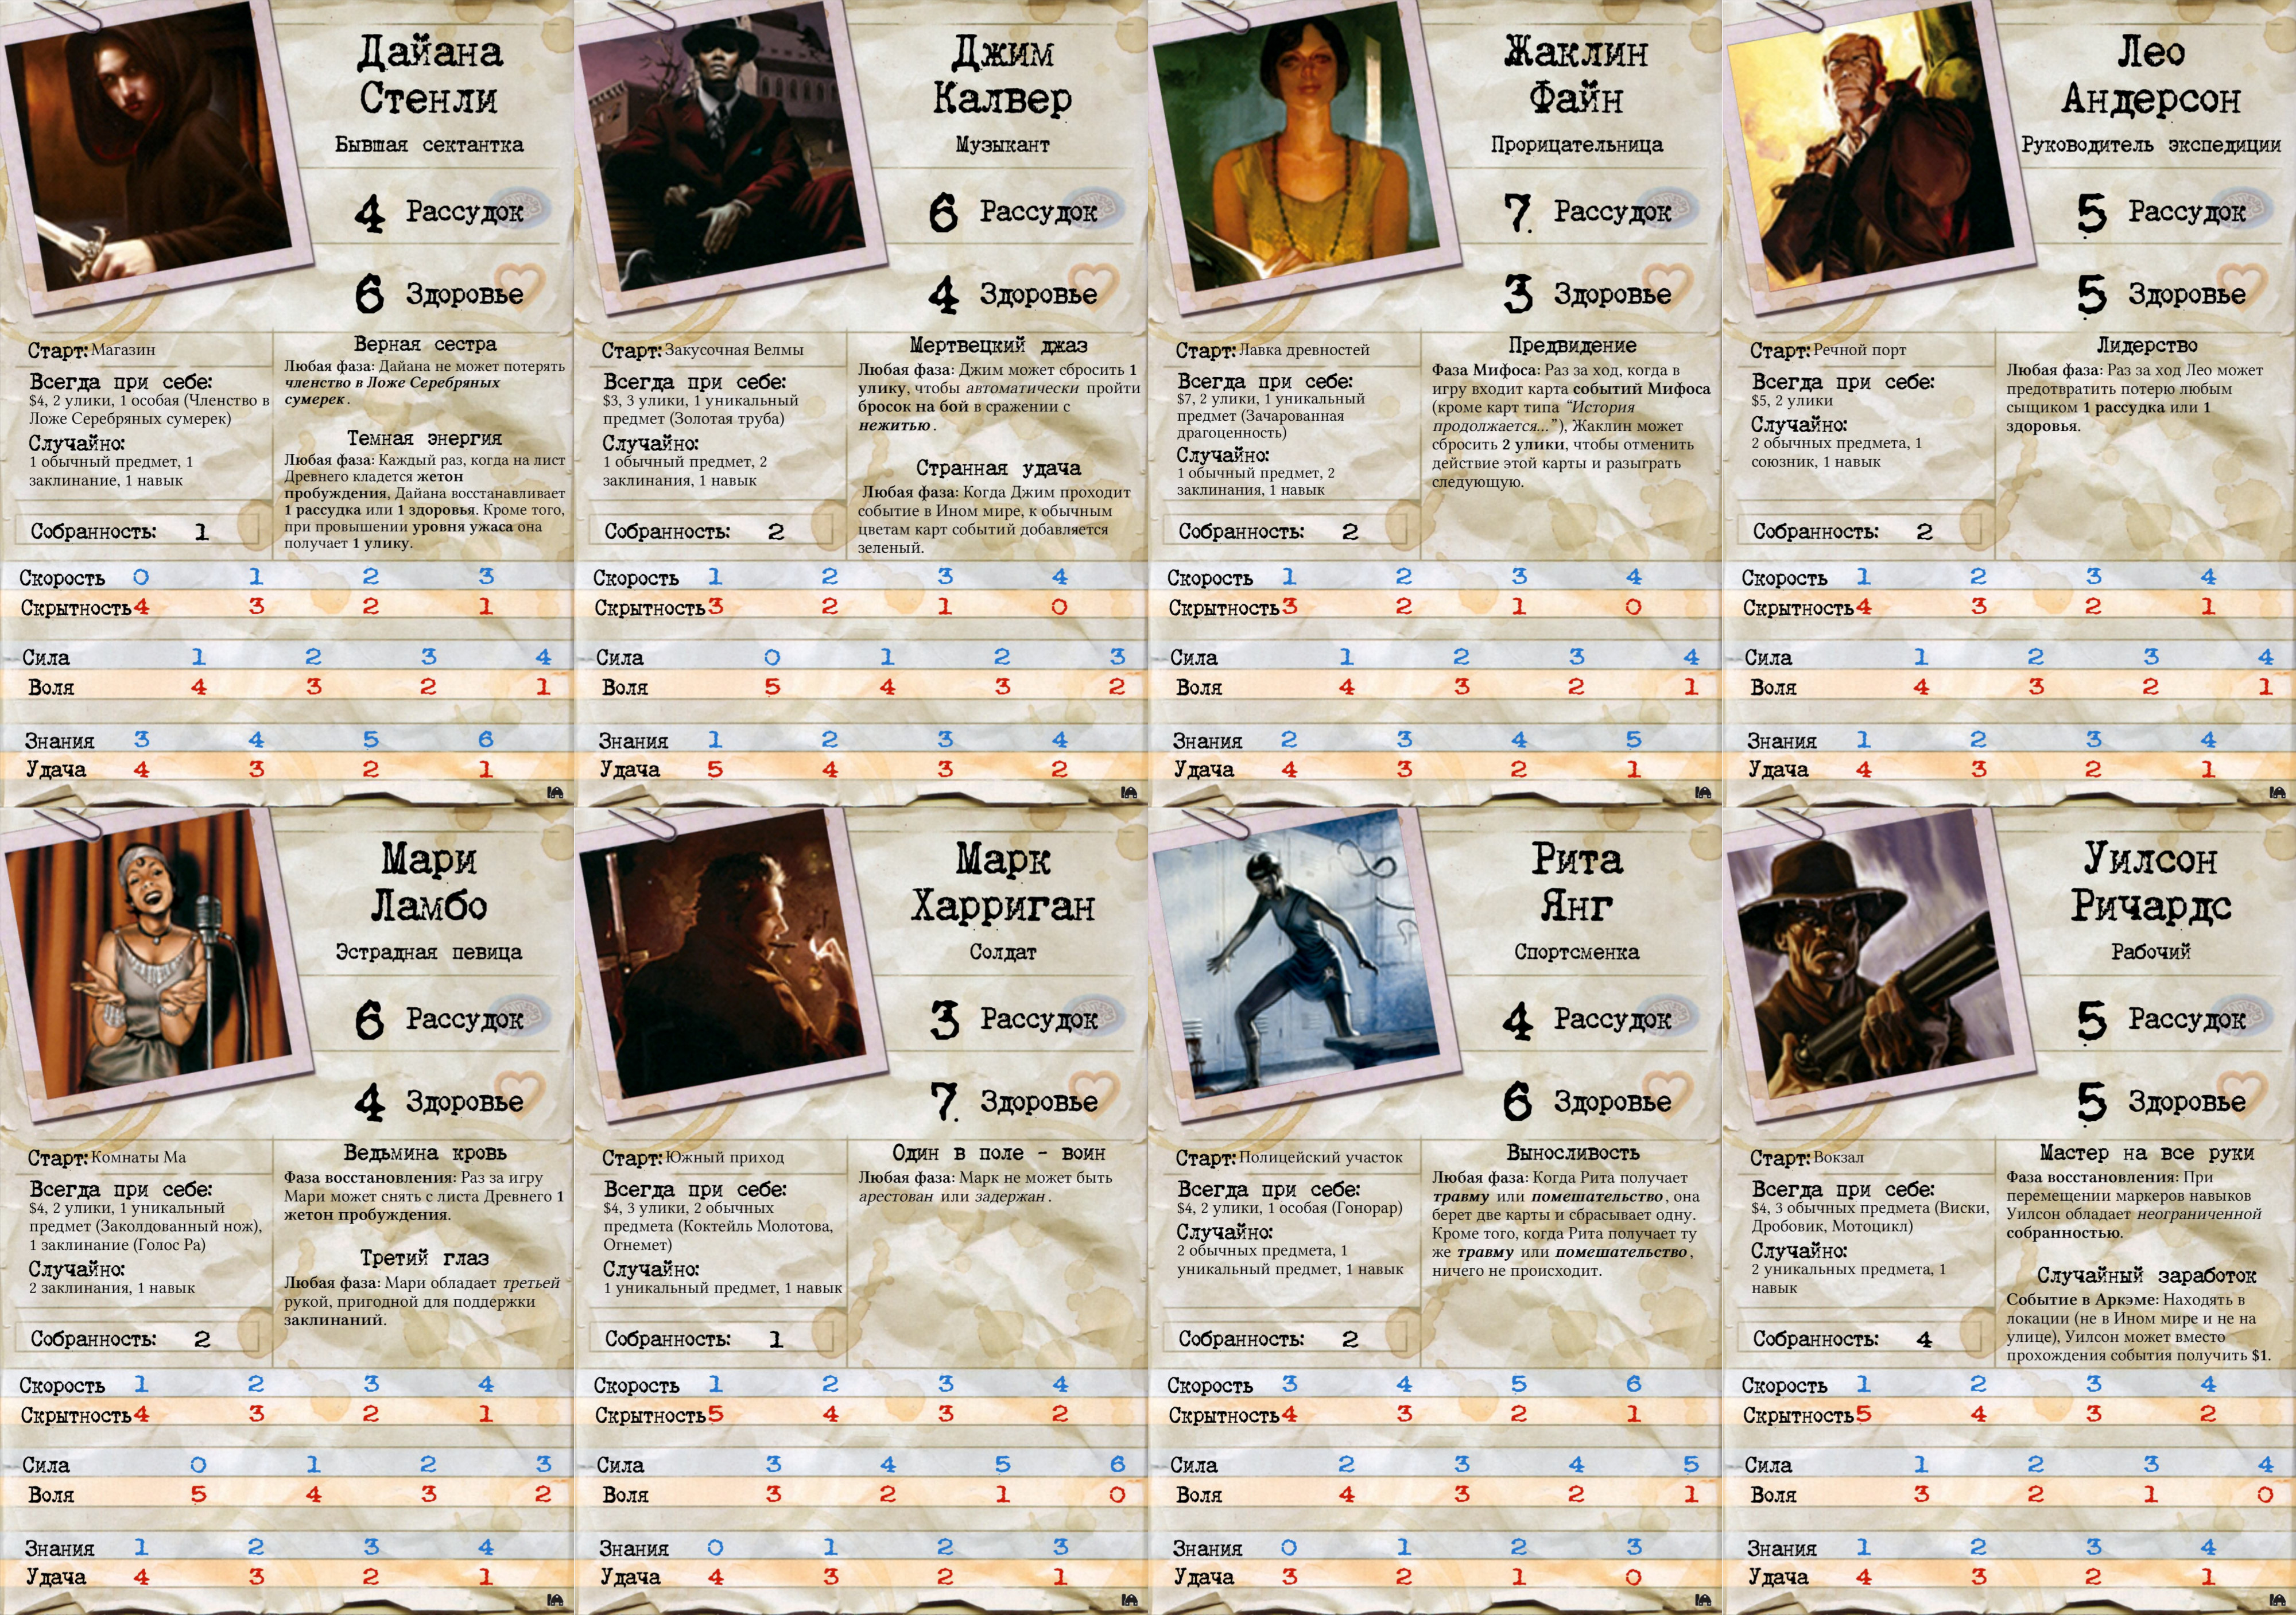 Дайана
Стенли
Бывшая сектантка
4 Рассудок
6 Здоровье
Старт: Магазин
Всегда при себе:
$4, 2 улики, 1 особая (Членство в
Ложе Серебряных сумерек)
Случайно:
1 обычный предмет, 1
заклинание, 1 навык
Собранность: 1
Верная сестра
Любая фаза: Дайана не может потерять
членство в Ложе Серебряных
сумерек.
Темная энергия
Любая фаза: Каждый раз, когда на лист
Древнего кладется жетон
пробуждения, Дайана восстанавливает
1 рассудка или 1 здоровья. Кроме того,
при провышении уровня ужаса она
получает 1 улику.
Скорость 0 1 2 3
Скрытность 4 3 2 1
Сила 1 2 3 4
Воля 4 3 2 1
Знания 3 4 5 6
Удача 4 3 2 1
Джим
Калвер
Музыкант
6 Рассудок
4 Здоровье
Старт: Закусочная Велмы
Всегда при себе:
$3, 3 улики, 1 уникальный
предмет (Золотая труба)
Случайно:
1 обычный предмет, 2
заклинания, 1 навык
Собранность: 2
Мертвецкий джаз
Любая фаза: Джим может сбросить 1
улику, чтобы автоматически пройти
бросок на бой в сражении с
нежитью.
Странная удача
Любая фаза: Когда Джим проходит
событие в Ином мире, к обычным
цветам карт событий добавляется
зеленый.
Скорость 1 2 3 4
Скрытность 3 2 1 0
Сила 0 1 2 3
Воля 5 4 3 2
Знания 1 2 3 4
Удача 5 4 3 2
Жаклин
Файн
Прорицательница
7 Рассудок
3 Здоровье
Старт: Лавка древностей
Всегда при себе:
$7, 2 улики, 1 уникальный
предмет (Зачарованная
драгоценность)
Случайно:
1 обычный предмет, 2
заклинания, 1 навык
Собранность: 2
Предвидение
Фаза Мифоса: Раз за ход, когда в
игру входит карта событий Мифоса
(кроме карт типа "История
продолжается..."), Жаклин может
сбросить 2 улики, чтобы отменить
действие этой карты и разыграть
следующую.
Скорость 1 2 3 4
Скрытность 3 2 1 0
Сила 1 2 3 4
Воля 4 3 2 1
Знания 2 3 4 5
Удача 4 3 2 1
Лео
Андерсон
Руководитель экспедиции
5 Рассудок
5 Здоровье
Старт: Речной порт
Всегда при себе:
$5, 2 улики
Случайно:
2 обычных предмета, 1
союзник, 1 навык
Собранность: 2
Лидерство
Любая фаза: Раз за ход Лео может
предотвратить потерю любым
сыщиком 1 рассудка или 1
здоровья.
Скорость 1 2 3 4
Скрытность 4 3 2 1
Сила 1 2 3 4
Воля 4 3 2 1
Знания 1 2 3 4
Удача 4 3 2 1
Мари
Ламбо
Эстрадная певица
6 Рассудок
4 Здоровье
Старт: Комнаты Ма
Всегда при себе:
$4, 2 улики, 1 уникальный
предмет (Заколдованный нож),
1 заклинание (Голос Ра)
Случайно:
2 заклинания, 1 навык
Собранность: 2
Ведьмина кровь
Фаза восстановления: Раз за игру
Мари может снять с листа Древнего 1
жетон пробуждения.
Третий глаз
Любая фаза: Мари обладает третьей
рукой, пригодной для поддержки
заклинаний.
Скорость 1 2 3 4
Скрытность 4 3 2 1
Сила 0 1 2 3
Воля 5 4 3 2
Знания 1 2 3 4
Удача 4 3 2 1
Марк
Харриган
Солдат
3 Рассудок
7 Здоровье
Старт: Южный приход
Всегда при себе:
$4, 3 улики, 2 обычных
предмета (Коктейль Молотова,
Огнемет)
Случайно:
1 уникальный предмет, 1 навык
Собранность: 1
Один в поле - воин
Любая фаза: Марк не может быть
арестован или задержан.
Скорость 1 2 3 4
Скрытность 5 4 3 2
Сила 3 4 5 6
Воля 3 2 1 0
Знания 0 1 2 3
Удача 4 3 2 1
Рита
Янг
Спортсменка
4 Рассудок
6 Здоровье
Старт: Полицейский участок
Всегда при себе:
$4, 2 улики, 1 особая (Гонорар)
Случайно:
2 обычных предмета, 1
уникальный предмет, 1 навык
Собранность: 2
Выносливость
Любая фаза: Когда Рита получает
травму или помешательство, она
берет две карты и сбрасывает одну.
Кроме того, когда Рита получает ту
же травму или помешательство,
ничего не происходит.
Скорость 3 4 5 6
Скрытность 4 3 2 1
Сила 2 3 4 5
Воля 4 3 2 1
Знания 0 1 2 3
Удача 3 2 1 0
Уилсон
Ричардс
Рабочий
5 Рассудок
5 Здоровье
Старт: Вокзал
Всегда при себе:
$4, 3 обычных предмета (Виски,
Дробовик, Мотоцикл)
Случайно:
2 уникальных предмета, 1
навык
Собранность: 4
Мастер на все руки
Фаза восстановления: При
перемещении маркеров навыков
Уилсон обладает неограниченной
собранностью.
Случайный заработок
Событие в Аркэме: Находять в
локации (не в Ином мире и не на
улице), Уилсон может вместо
прохождения события получить $1.
Скорость 1 2 3 4
Скрытность 5 4 3 2
Сила 1 2 3 4
Воля 3 2 1 0
Знания 1 2 3 4
Удача 4 3 2 1